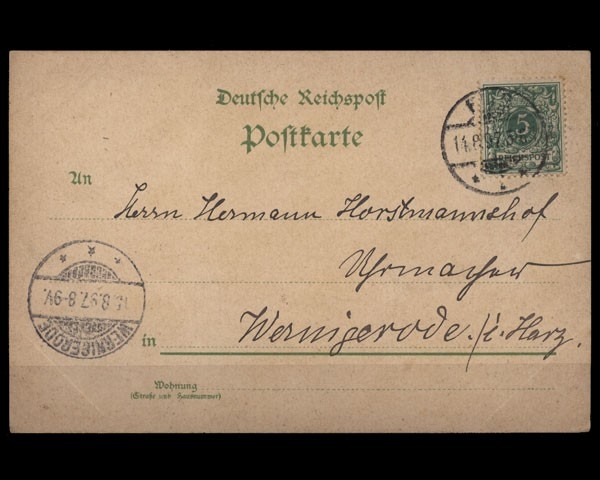 Deutsche Reichspost
Postkarte
5
REICHSPOST
An
Herrn Hermann Horstmannshof
Uhrmacher
in Wernigerode. / i. Harz.
WERNIGERODE
14.8.97. 8-9V.
Wohnung
(Straße und Hausnummer)